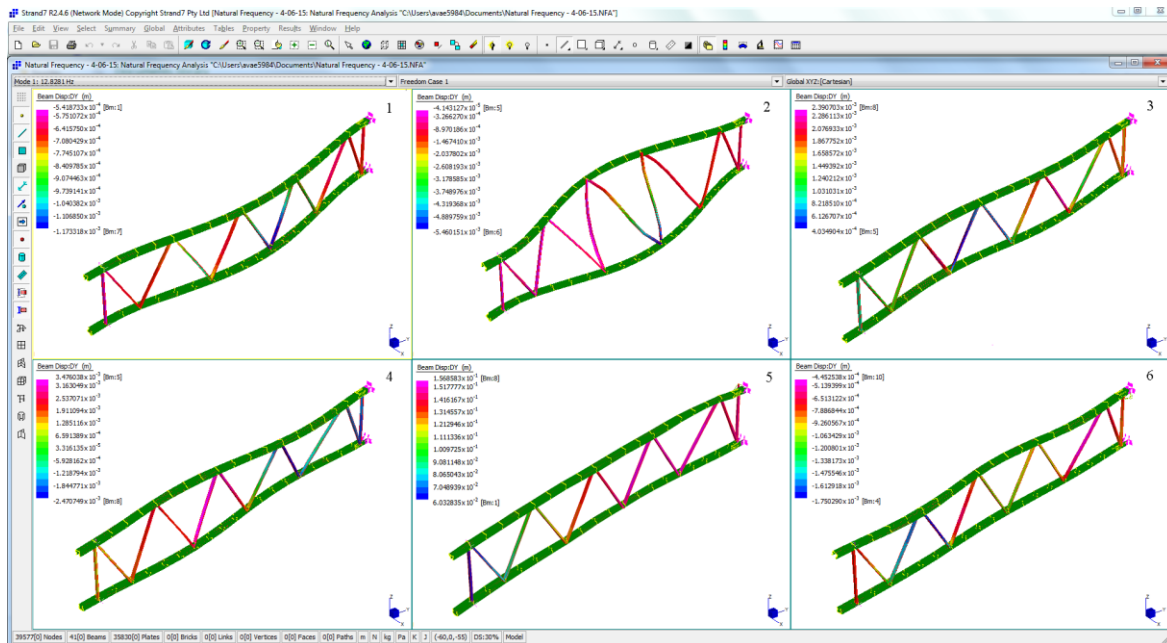 Strand7 R2.4.6 (Network Mode) Copyright Strand7 Pty Ltd [Natural Frequency - 4-06-15: Natural Frequency Analysis "C:\Users\avae5984\Documents\Natural Frequency - 4-06-15.NFA"
File Edit View Select Summary Global Attributes Tables Property Results Window Help
Natural Frequency - 4-06-15: Natural Frequency Analysis "C:\Users\avae5984\Documents\Natural Frequency - 4-06-15.NFA"
Mode 1: 12.8281 Hz
Freedom Case 1
Global XYZ:[Cartesian]
Beam Disp:DY (m)
-5.418733x10⁻⁴ [Bm:1]
-5.751072x10⁻⁴
-6.415750x10⁻⁴
-7.080429x10⁻⁴
-7.745107x10⁻⁴
-8.409785x10⁻⁴
-9.074463x10⁻⁴
-9.739141x10⁻⁴
-1.040382x10⁻³
-1.106850x10⁻³
-1.173318x10⁻³ [Bm:7]
1
Beam Disp:DY (m)
-4.143127x10⁻⁵ [Bm:5]
-3.266270x10⁻⁴
-8.970186x10⁻⁴
-1.467410x10⁻³
-2.037802x10⁻³
-2.608193x10⁻³
-3.178585x10⁻³
-3.748976x10⁻³
-4.319368x10⁻³
-4.889759x10⁻³
-5.460151x10⁻³ [Bm:6]
2
Beam Disp:DY (m)
2.390703x10⁻³ [Bm:8]
2.286113x10⁻³
2.076933x10⁻³
1.867752x10⁻³
1.658572x10⁻³
1.449392x10⁻³
1.240212x10⁻³
1.031031x10⁻³
8.218510x10⁻⁴
6.126707x10⁻⁴
4.034904x10⁻⁴ [Bm:5]
3
Beam Disp:DY (m)
3.476038x10⁻² [Bm:5]
3.163049x10⁻²
2.537071x10⁻²
1.911094x10⁻²
1.285116x10⁻²
6.591389x10⁻³
3.316135x10⁻⁴
-5.928162x10⁻³
-1.218794x10⁻²
-1.844771x10⁻²
-2.470749x10⁻² [Bm:8]
4
Beam Disp:DY (m)
1.568583x10⁻¹ [Bm:8]
1.517777x10⁻¹
1.416167x10⁻¹
1.314557x10⁻¹
1.212946x10⁻¹
1.111336x10⁻¹
1.009725x10⁻¹
9.081148x10⁻²
8.065043x10⁻²
7.048939x10⁻²
6.032835x10⁻² [Bm:1]
5
Beam Disp:DY (m)
-4.452538x10⁻⁴ [Bm:10]
-5.139399x10⁻⁴
-6.513122x10⁻⁴
-7.886844x10⁻⁴
-9.260567x10⁻⁴
-1.063429x10⁻³
-1.200801x10⁻³
-1.338173x10⁻³
-1.475546x10⁻³
-1.612918x10⁻³
-1.750290x10⁻³ [Bm:4]
6
39577[0] Nodes 41[0] Beams 35830[0] Plates 0[0] Bricks 0[0] Links 0[0] Vertices 0[0] Faces 0[0] Paths m N kg Pa K J (-60,0,-55) DS:30% Model